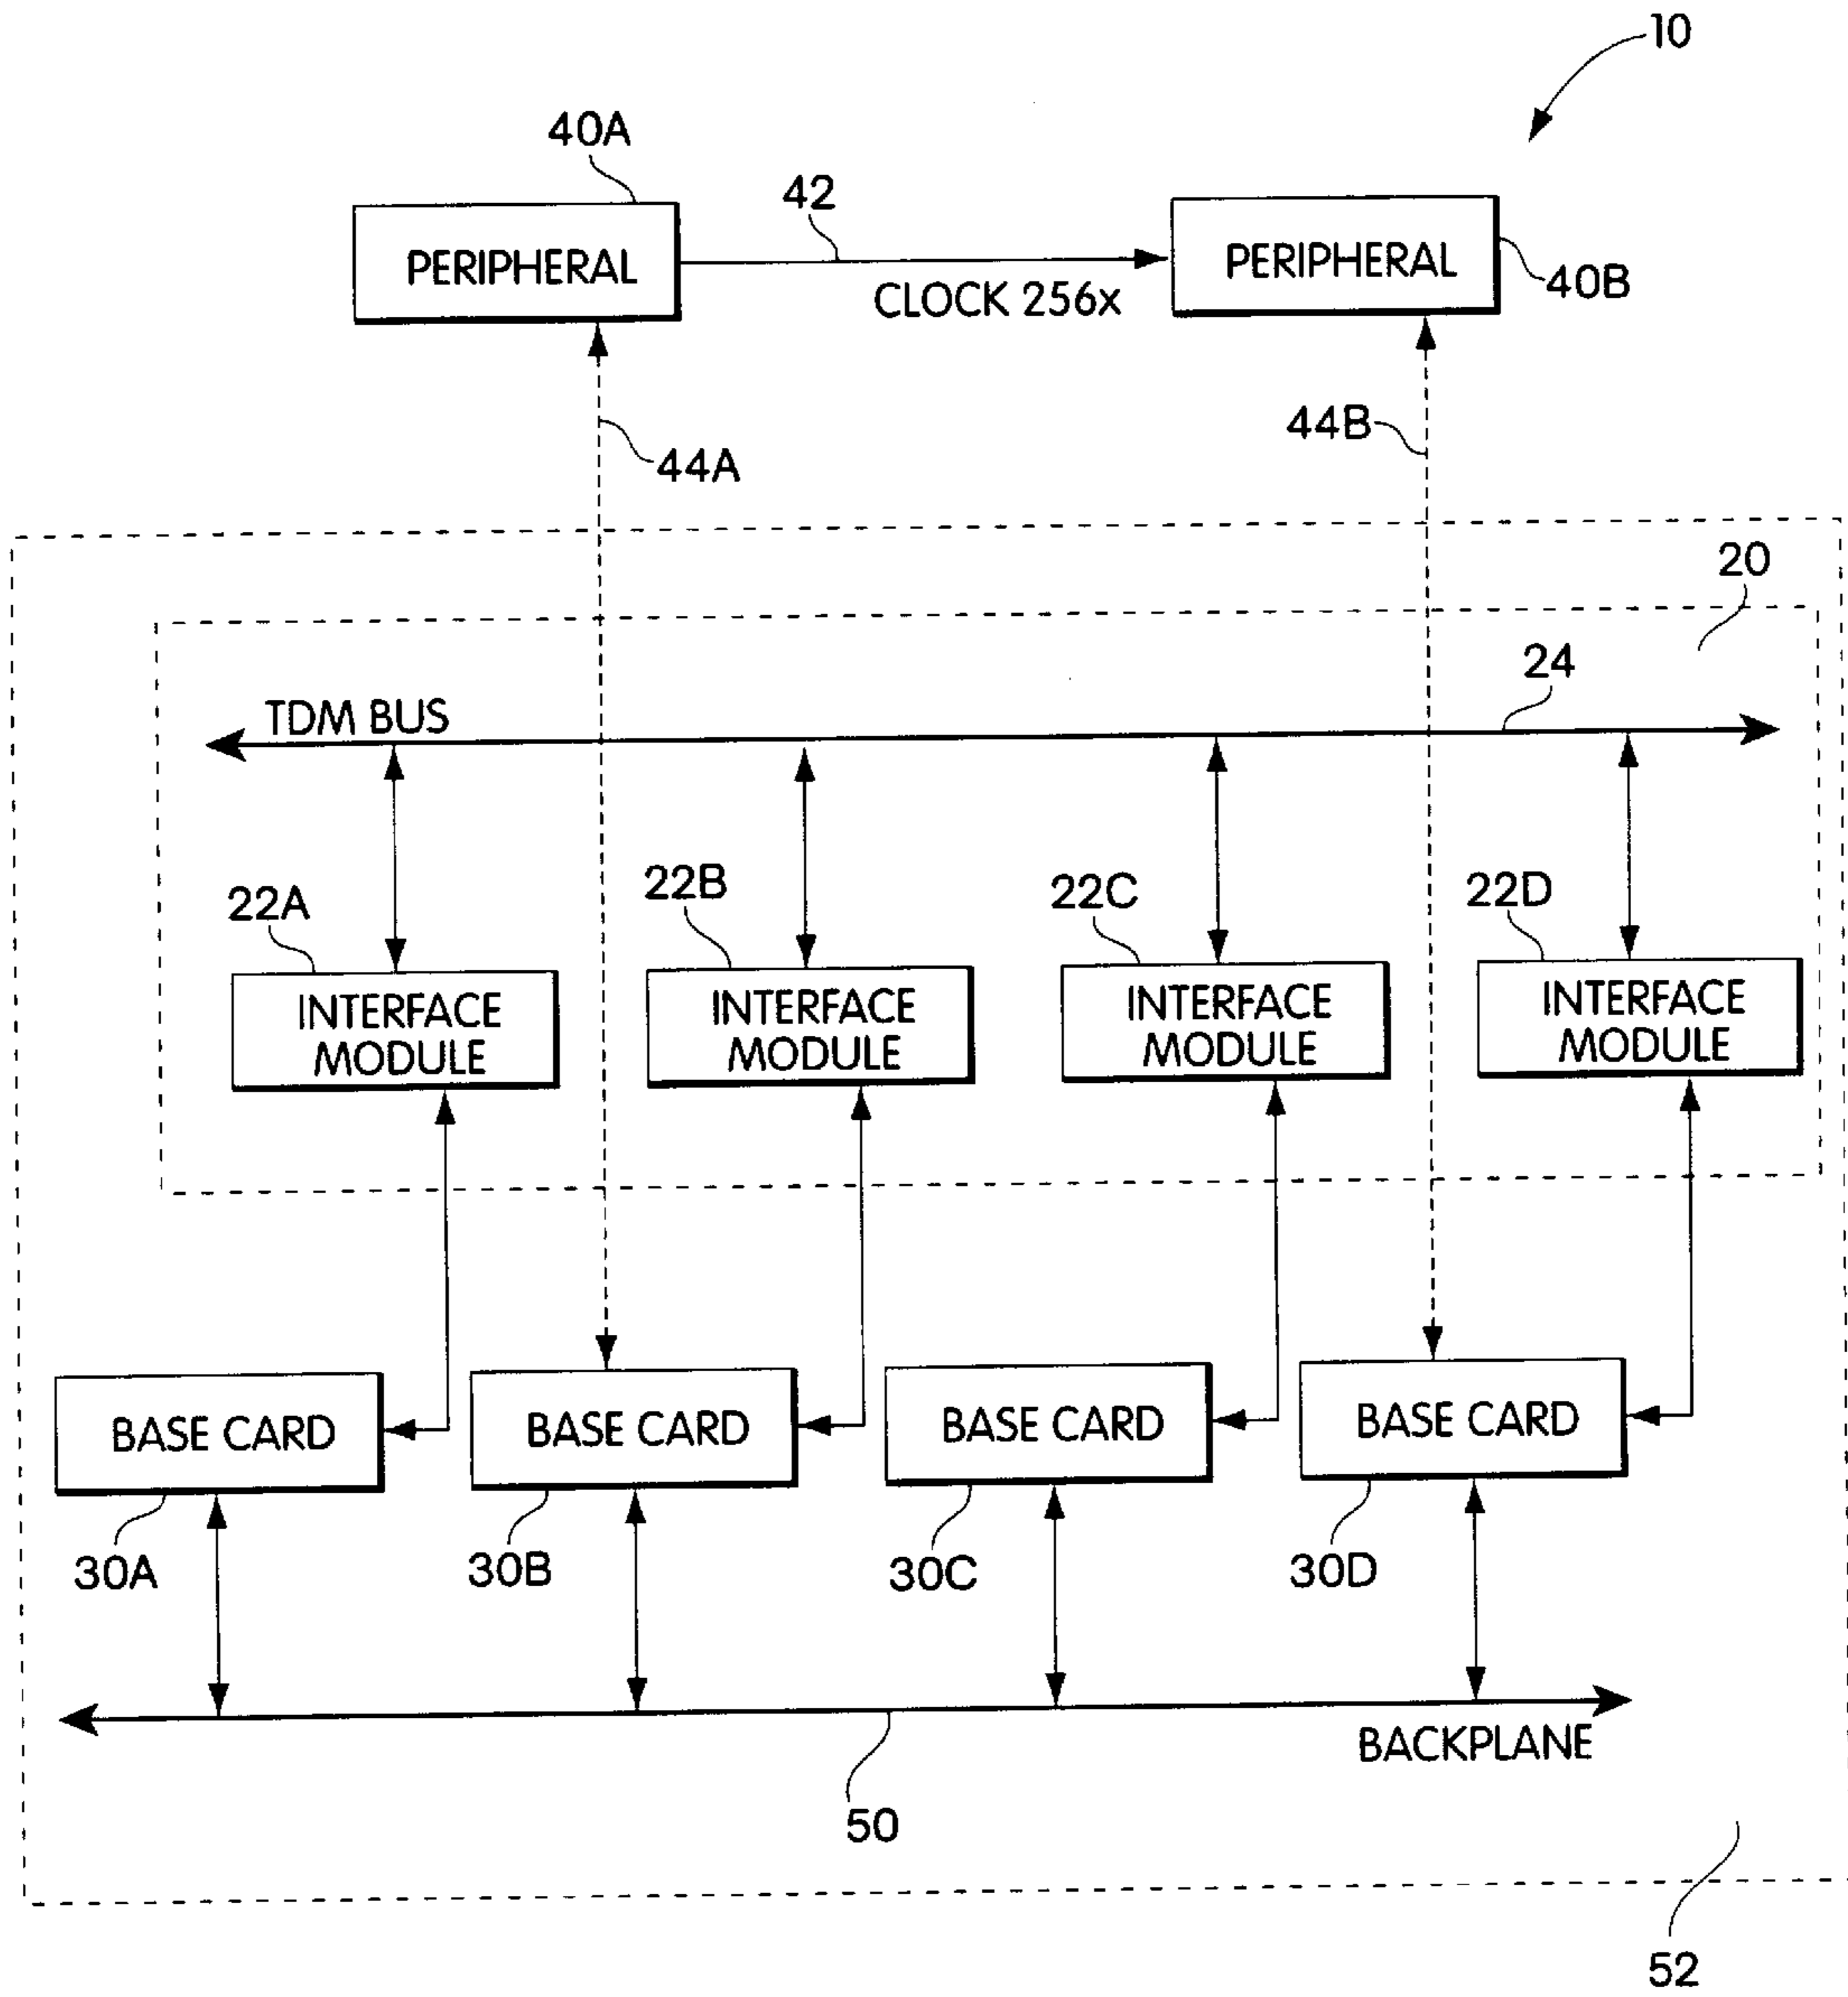 10
40A
42
PERIPHERAL
PERIPHERAL
40B
CLOCK 256x
44A
44B
20
24
TDM BUS
22A
22B
22C
22D
INTERFACE
MODULE
INTERFACE
MODULE
INTERFACE
MODULE
INTERFACE
MODULE
BASE CARD
BASE CARD
BASE CARD
BASE CARD
30A
30B
30C
30D
BACKPLANE
50
52